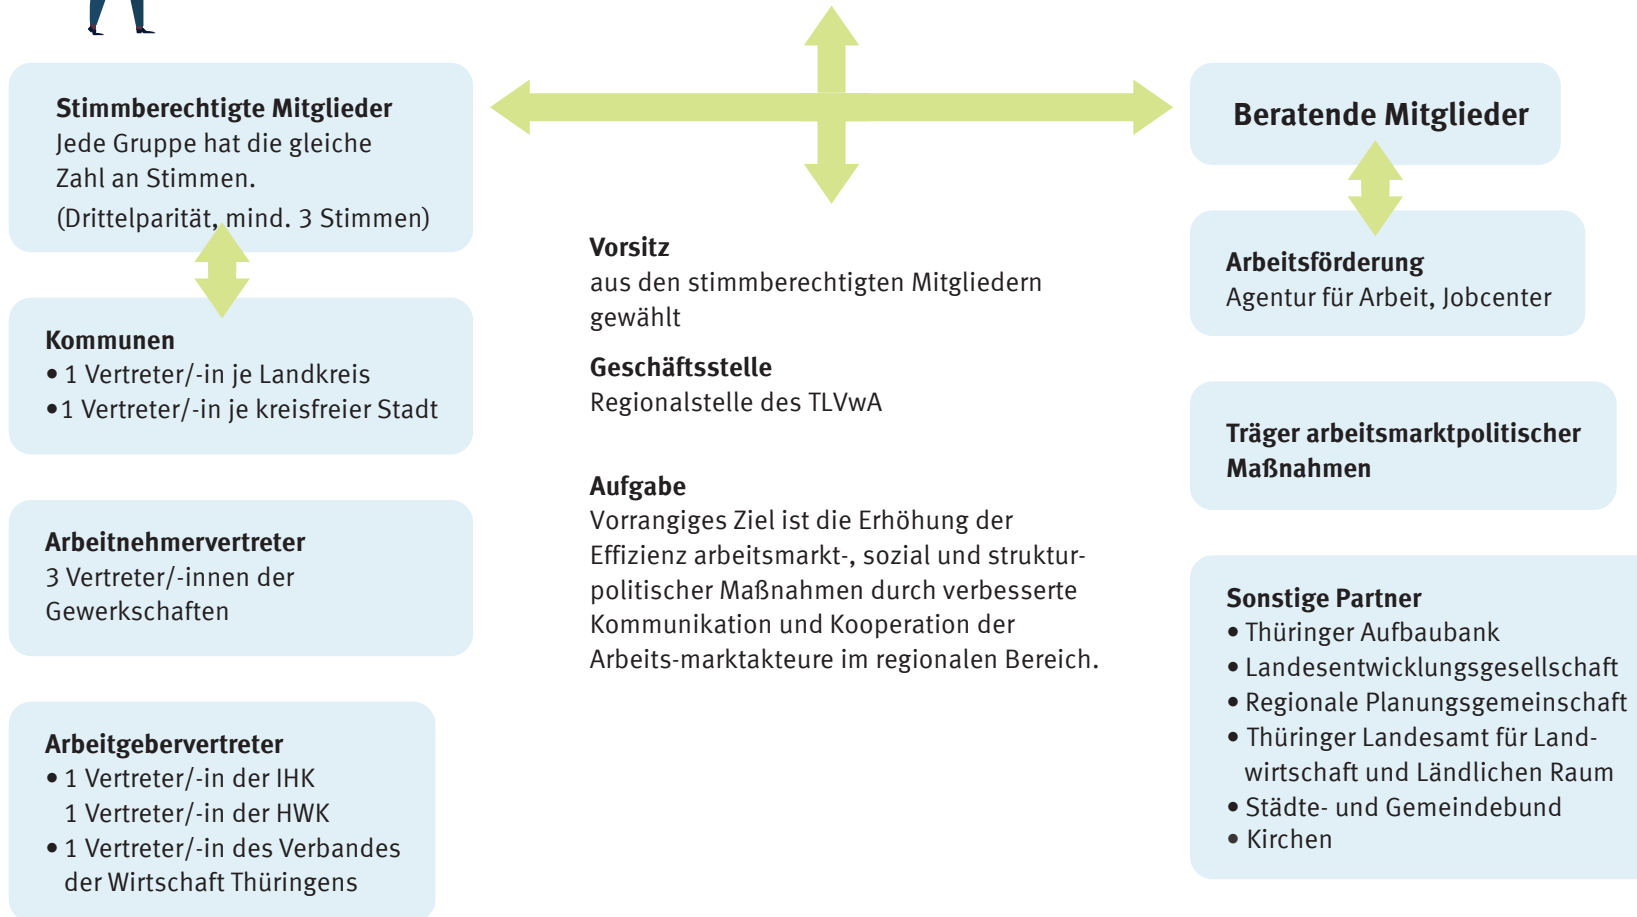 Stimmberechtigte Mitglieder
Jede Gruppe hat die gleiche
Zahl an Stimmen.
(Drittelparität, mind. 3 Stimmen)
Kommunen
• 1 Vertreter/-in je Landkreis
• 1 Vertreter/-in je kreisfreier Stadt
Arbeitnehmervertreter
3 Vertreter/-innen der
Gewerkschaften
Arbeitgebervertreter
• 1 Vertreter/-in der IHK
1 Vertreter/-in der HWK
• 1 Vertreter/-in des Verbandes
der Wirtschaft Thüringens
Vorsitz
aus den stimmberechtigten Mitgliedern
gewählt
Geschäftsstelle
Regionalstelle des TLVwA
Aufgabe
Vorrangiges Ziel ist die Erhöhung der
Effizienz arbeitsmarkt-, sozial und struktur-
politischer Maßnahmen durch verbesserte
Kommunikation und Kooperation der
Arbeits-marktakteure im regionalen Bereich.
Beratende Mitglieder
Arbeitsförderung
Agentur für Arbeit, Jobcenter
Träger arbeitsmarktpolitischer
Maßnahmen
Sonstige Partner
• Thüringer Aufbaubank
• Landesentwicklungsgesellschaft
• Regionale Planungsgemeinschaft
• Thüringer Landesamt für Land-
wirtschaft und Ländlichen Raum
• Städte- und Gemeindebund
• Kirchen